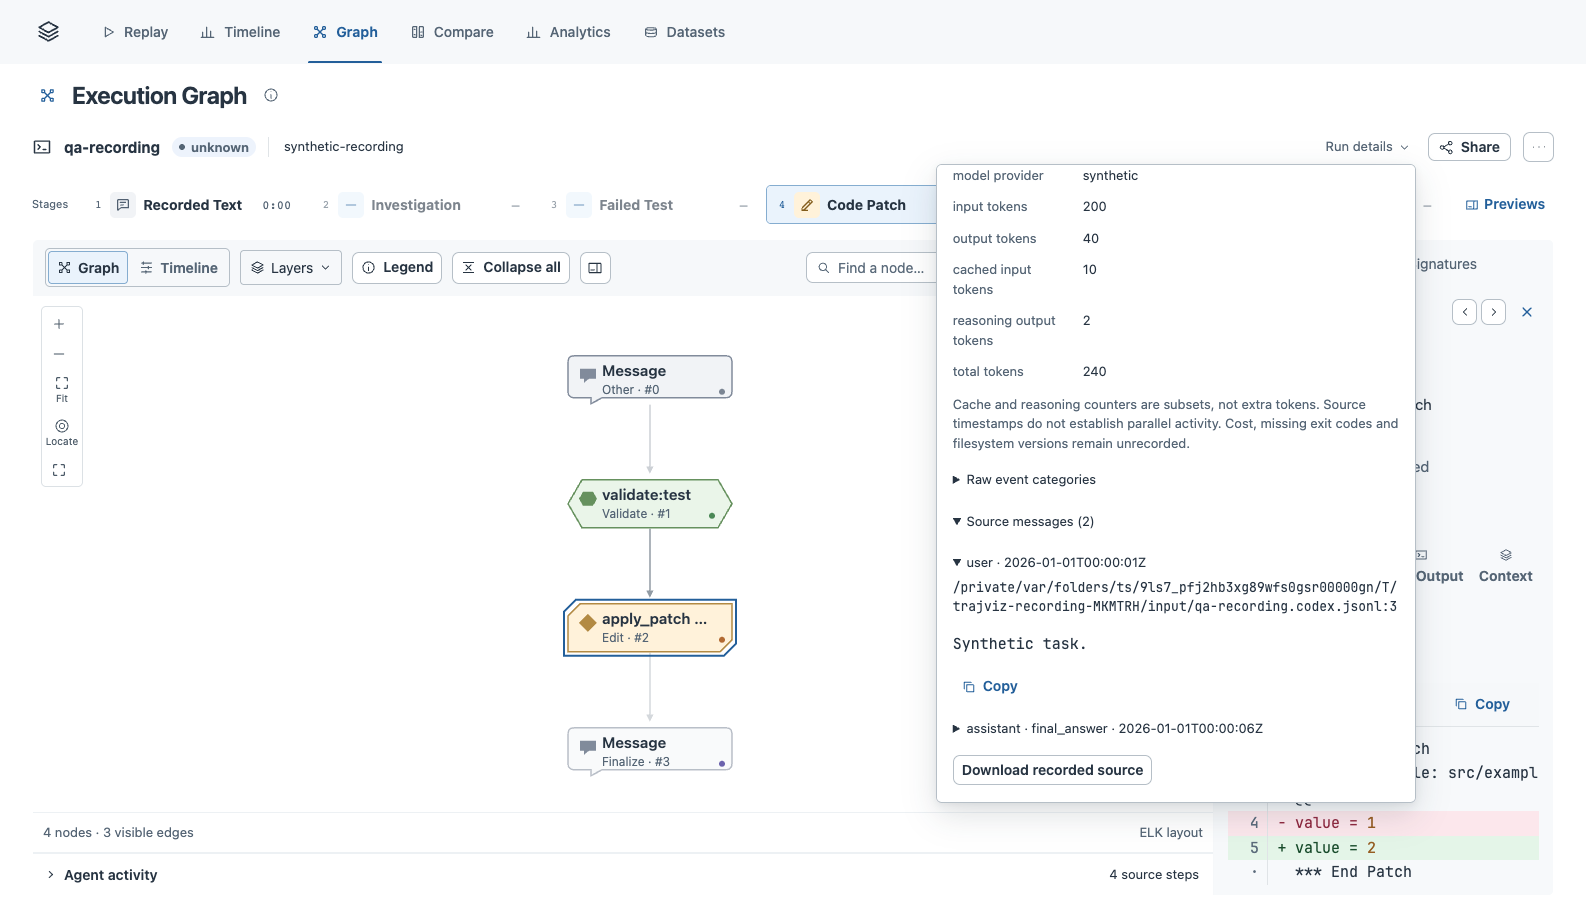 Replay
Timeline
Graph
Compare
Analytics
Datasets
Execution Graph
qa-recording
unknown
synthetic-recording
Run details
Share
Stages
1
Recorded Text
0:00
2
Investigation
—
3
Failed Test
—
4
Code Patch
—
Previews
Graph
Timeline
Layers
Legend
Collapse all
Find a node...
Fit
Locate
Message
Other · #0
validate:test
Validate · #1
apply_patch ...
Edit · #2
Message
Finalize · #3
4 nodes · 3 visible edges
ELK layout
Agent activity
4 source steps
model provider
synthetic
input tokens
200
output tokens
40
cached input
tokens
10
reasoning output
tokens
2
total tokens
240
Cache and reasoning counters are subsets, not extra tokens. Source
timestamps do not establish parallel activity. Cost, missing exit codes and
filesystem versions remain unrecorded.
Raw event categories
Source messages (2)
user · 2026-01-01T00:00:01Z
/private/var/folders/ts/9ls7_pfj2hb3xg89wfs0gsr00000gn/T/
trajviz-recording-MKMTRH/input/qa-recording.codex.jsonl:3
Synthetic task.
Copy
assistant · final_answer · 2026-01-01T00:00:06Z
Download recorded source
ignatures
ch
ed
Output
Context
Copy
ch
le: src/exampl
4 - value = 1
5 + value = 2
· *** End Patch